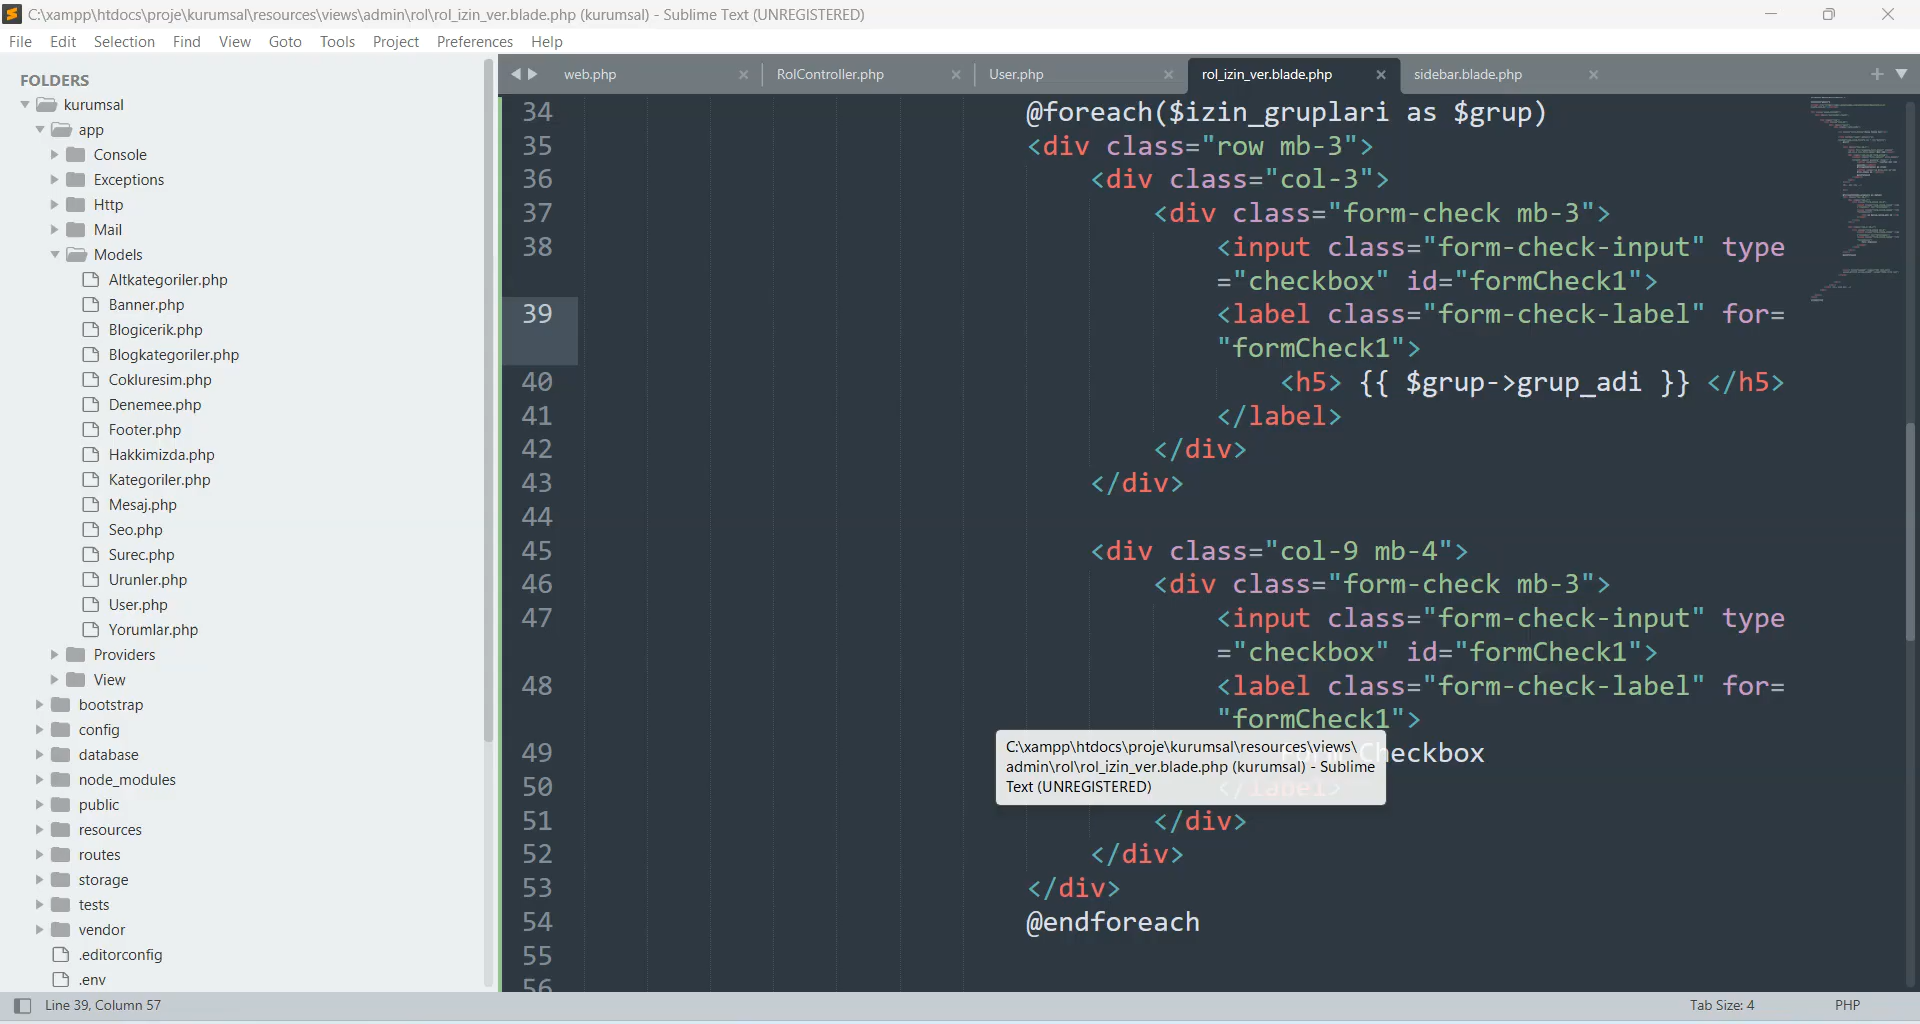 C:\xampp\htdocs\proje\kurumsal\resources\views\admin\rol\rol_izin_ver.blade.php (kurumsal) - Sublime Text (UNREGISTERED)
File Edit Selection Find View Goto Tools Project Preferences Help
FOLDERS
kurumsal
app
Console
Exceptions
Http
Mail
Models
Altkategoriler.php
Banner.php
Blogicerik.php
Blogkategoriler.php
Cokluresim.php
Denemee.php
Footer.php
Hakkimizda.php
Kategoriler.php
Mesaj.php
Seo.php
Surec.php
Urunler.php
User.php
Yorumlar.php
Providers
View
bootstrap
config
database
node_modules
public
resources
routes
storage
tests
vendor
.editorconfig
.env
web.php RolController.php User.php rol_izin_ver.blade.php sidebar.blade.php
34 @foreach($izin_gruplari as $grup)
35 <div class="row mb-3">
36 <div class="col-3">
37 <div class="form-check mb-3">
38 <input class="form-check-input" type
="checkbox" id="formCheck1">
39 <label class="form-check-label" for=
"formCheck1">
40 <h5> {{ $grup->grup_adi }} </h5>
41 </label>
42 </div>
43 </div>
44
45 <div class="col-9 mb-4">
46 <div class="form-check mb-3">
47 <input class="form-check-input" type
="checkbox" id="formCheck1">
48 <label class="form-check-label" for=
"formCheck1">
49 Checkbox
50 </label>
51 </div>
52 </div>
53 </div>
54 @endforeach
55
56
C:\xampp\htdocs\proje\kurumsal\resources\views\
admin\rol\rol_izin_ver.blade.php (kurumsal) - Sublime
Text (UNREGISTERED)
Line 39, Column 57 Tab Size: 4 PHP